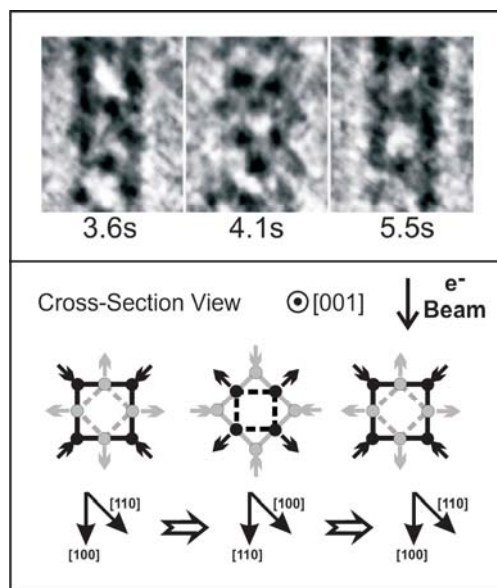 3.6s 4.1s 5.5s
Cross-Section View ⊙[001] e⁻ Beam
[110] [100] [110]
[100] [110] [100]